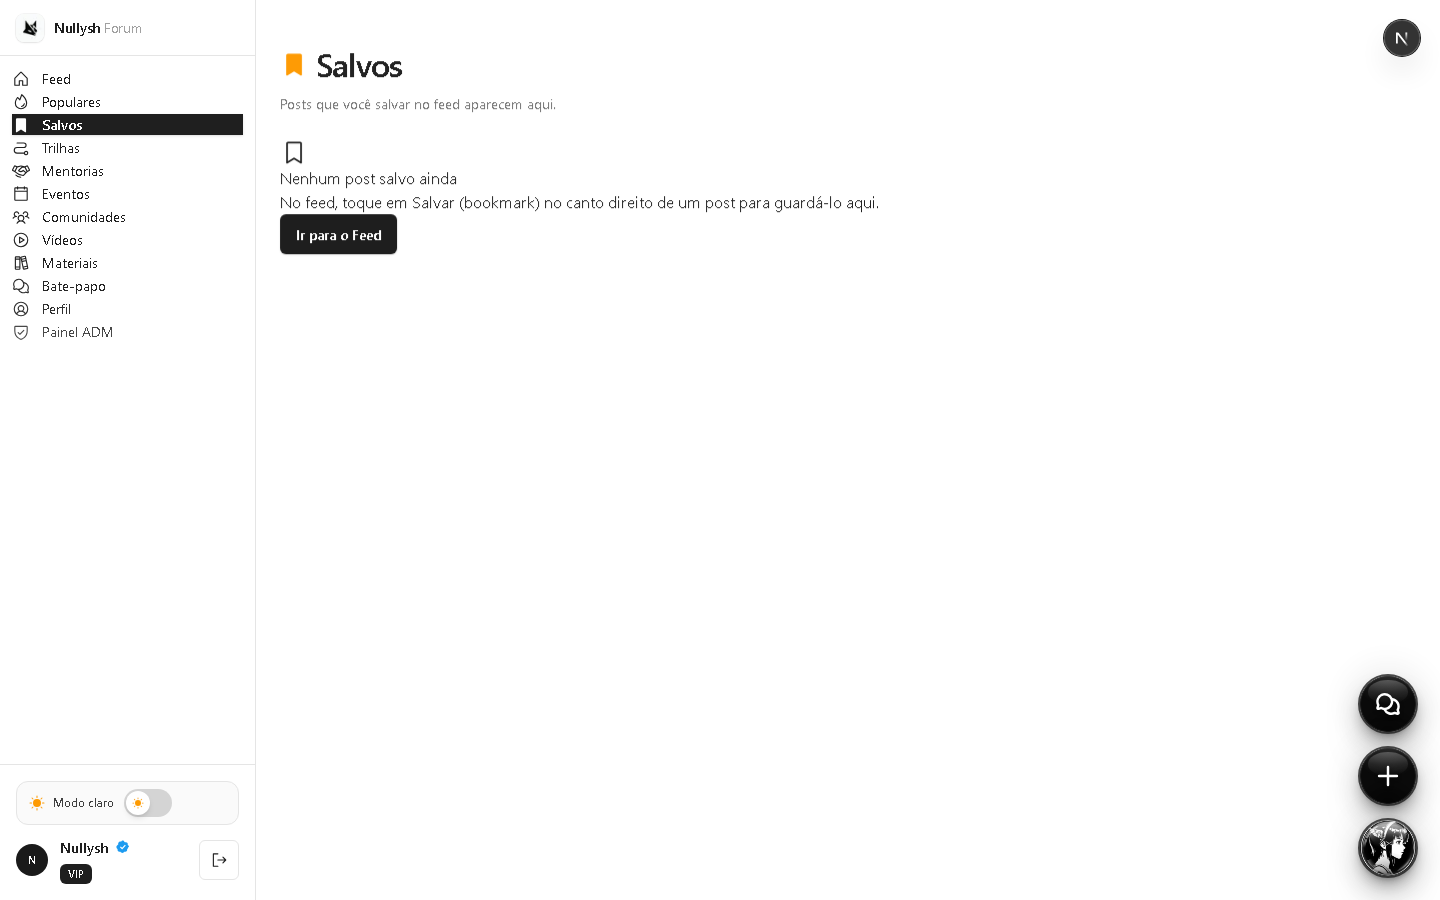 Nullysh Forum
Feed
Populares
Salvos
Trilhas
Mentorias
Eventos
Comunidades
Vídeos
Materiais
Bate-papo
Perfil
Painel ADM
Modo claro
N
Nullysh
VIP
Salvos
Posts que você salvar no feed aparecem aqui.
Nenhum post salvo ainda
No feed, toque em Salvar (bookmark) no canto direito de um post para guardá-lo aqui.
Ir para o Feed
N